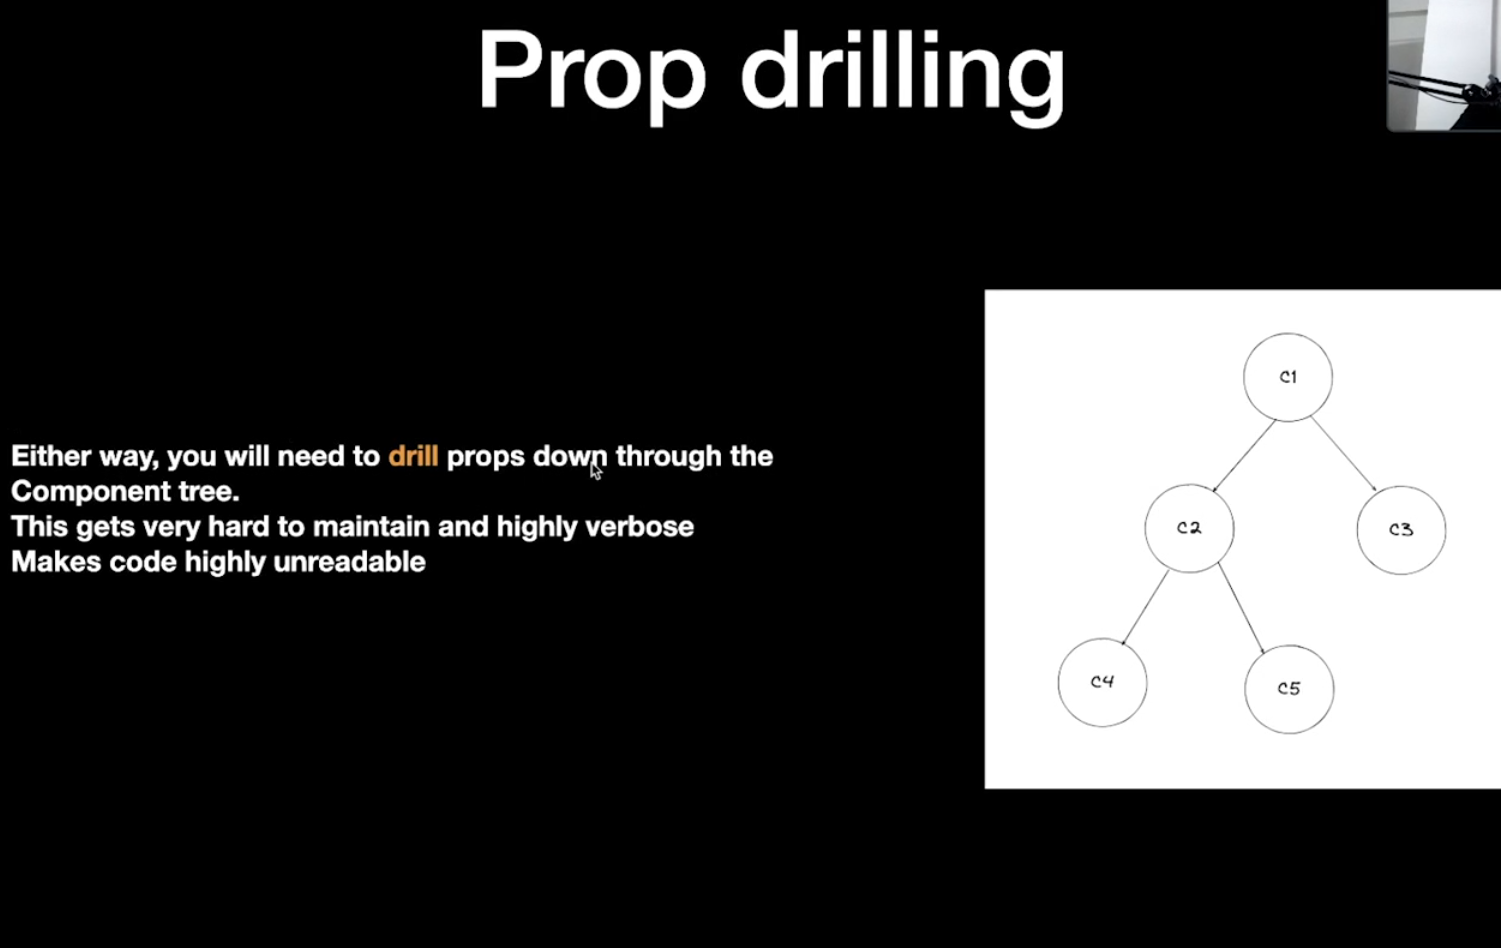 Prop drilling
Either way, you will need to drill props down through the
Component tree.
This gets very hard to maintain and highly verbose
Makes code highly unreadable
C1
C2
C3
C4
C5